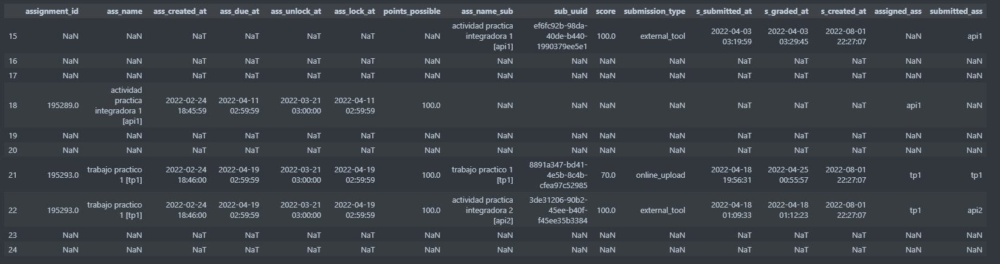 assignment_id ass_name ass_created_at ass_due_at ass_unlock_at ass_lock_at points_possible ass_name_sub sub_uuid score submission_type s_submitted_at s_graded_at s_created_at assigned_ass submitted_ass
15 NaN NaN NaT NaT NaT NaT NaN actividad practica integradora 1 [api1] ef6fc92b-98da-40de-b440-1990379ee5e1 100.0 external_tool 2022-04-03 03:19:59 2022-04-03 03:29:45 2022-08-01 22:27:07 NaN api1
16 NaN NaN NaT NaT NaT NaT NaN NaN NaN NaN NaN NaT NaT NaT NaN NaN
17 NaN NaN NaT NaT NaT NaT NaN NaN NaN NaN NaN NaT NaT NaT NaN NaN
18 195289.0 actividad practica integradora 1 [api1] 2022-02-24 18:45:59 2022-04-11 02:59:59 2022-03-21 03:00:00 2022-04-11 02:59:59 100.0 NaN NaN NaN NaN NaT NaT NaT api1 NaN
19 NaN NaN NaT NaT NaT NaT NaN NaN NaN NaN NaN NaT NaT NaT NaN NaN
20 NaN NaN NaT NaT NaT NaT NaN NaN NaN NaN NaN NaT NaT NaT NaN NaN
21 195293.0 trabajo practico 1 [tp1] 2022-02-24 18:46:00 2022-04-19 02:59:59 2022-03-21 03:00:00 2022-04-19 02:59:59 100.0 trabajo practico 1 [tp1] 8891a347-bd41-4e5b-8c4b-cfea97c52985 70.0 online_upload 2022-04-18 19:56:31 2022-04-25 00:55:57 2022-08-01 22:27:07 tp1 tp1
22 195293.0 trabajo practico 1 [tp1] 2022-02-24 18:46:00 2022-04-19 02:59:59 2022-03-21 03:00:00 2022-04-19 02:59:59 100.0 actividad practica integradora 2 [api2] 3de31206-90b2-45ee-b40f-f45ee35b3384 100.0 external_tool 2022-04-18 01:09:33 2022-04-18 01:12:23 2022-08-01 22:27:07 tp1 api2
23 NaN NaN NaT NaT NaT NaT NaN NaN NaN NaN NaN NaT NaT NaT NaN NaN
24 NaN NaN NaT NaT NaT NaT NaN NaN NaN NaN NaN NaT NaT NaT NaN NaN